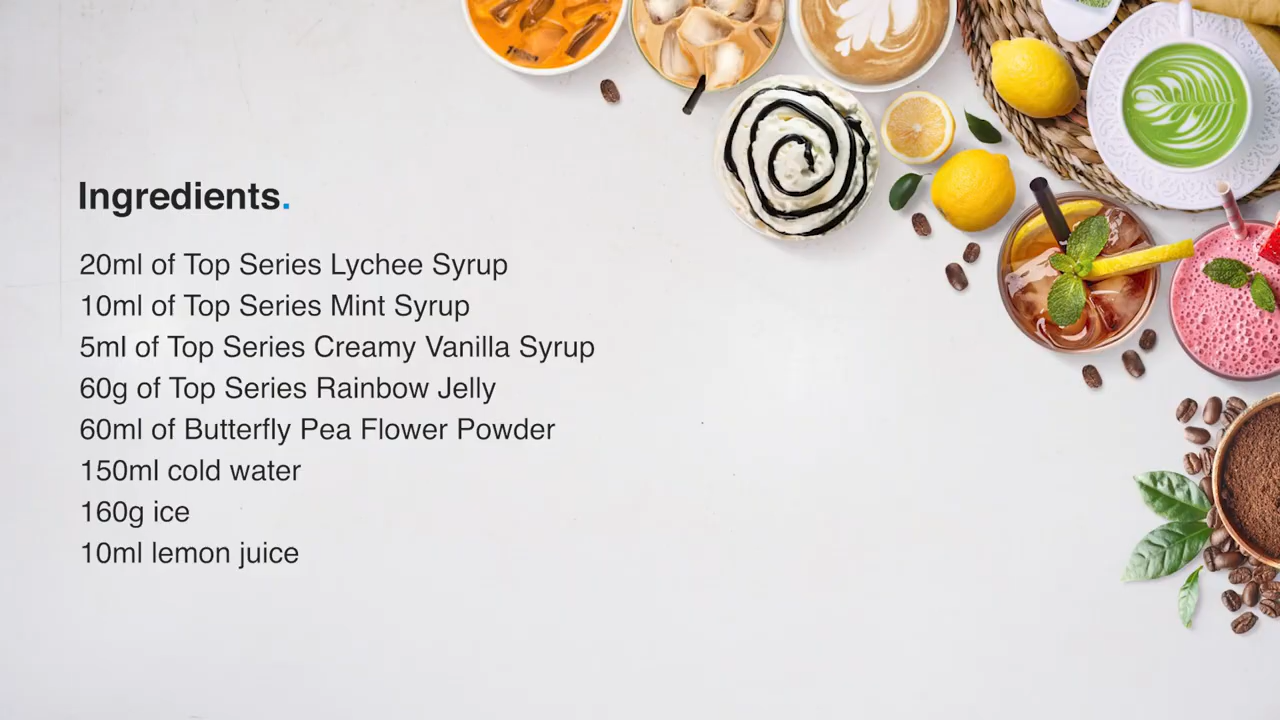 Ingredients.
20ml of Top Series Lychee Syrup
10ml of Top Series Mint Syrup
5ml of Top Series Creamy Vanilla Syrup
60g of Top Series Rainbow Jelly
60ml of Butterfly Pea Flower Powder
150ml cold water
160g ice
10ml lemon juice